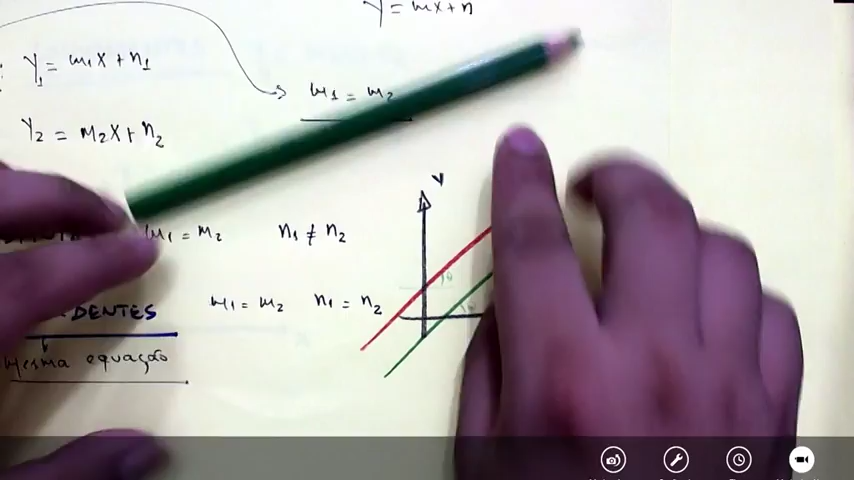 Y = mx + n
Y1 = m1x + n1
m1 = m2
Y2 = m2x + n2
m1 = m2 n1 ≠ n2
DENTES m1 = m2 n1 = n2
mesma equação